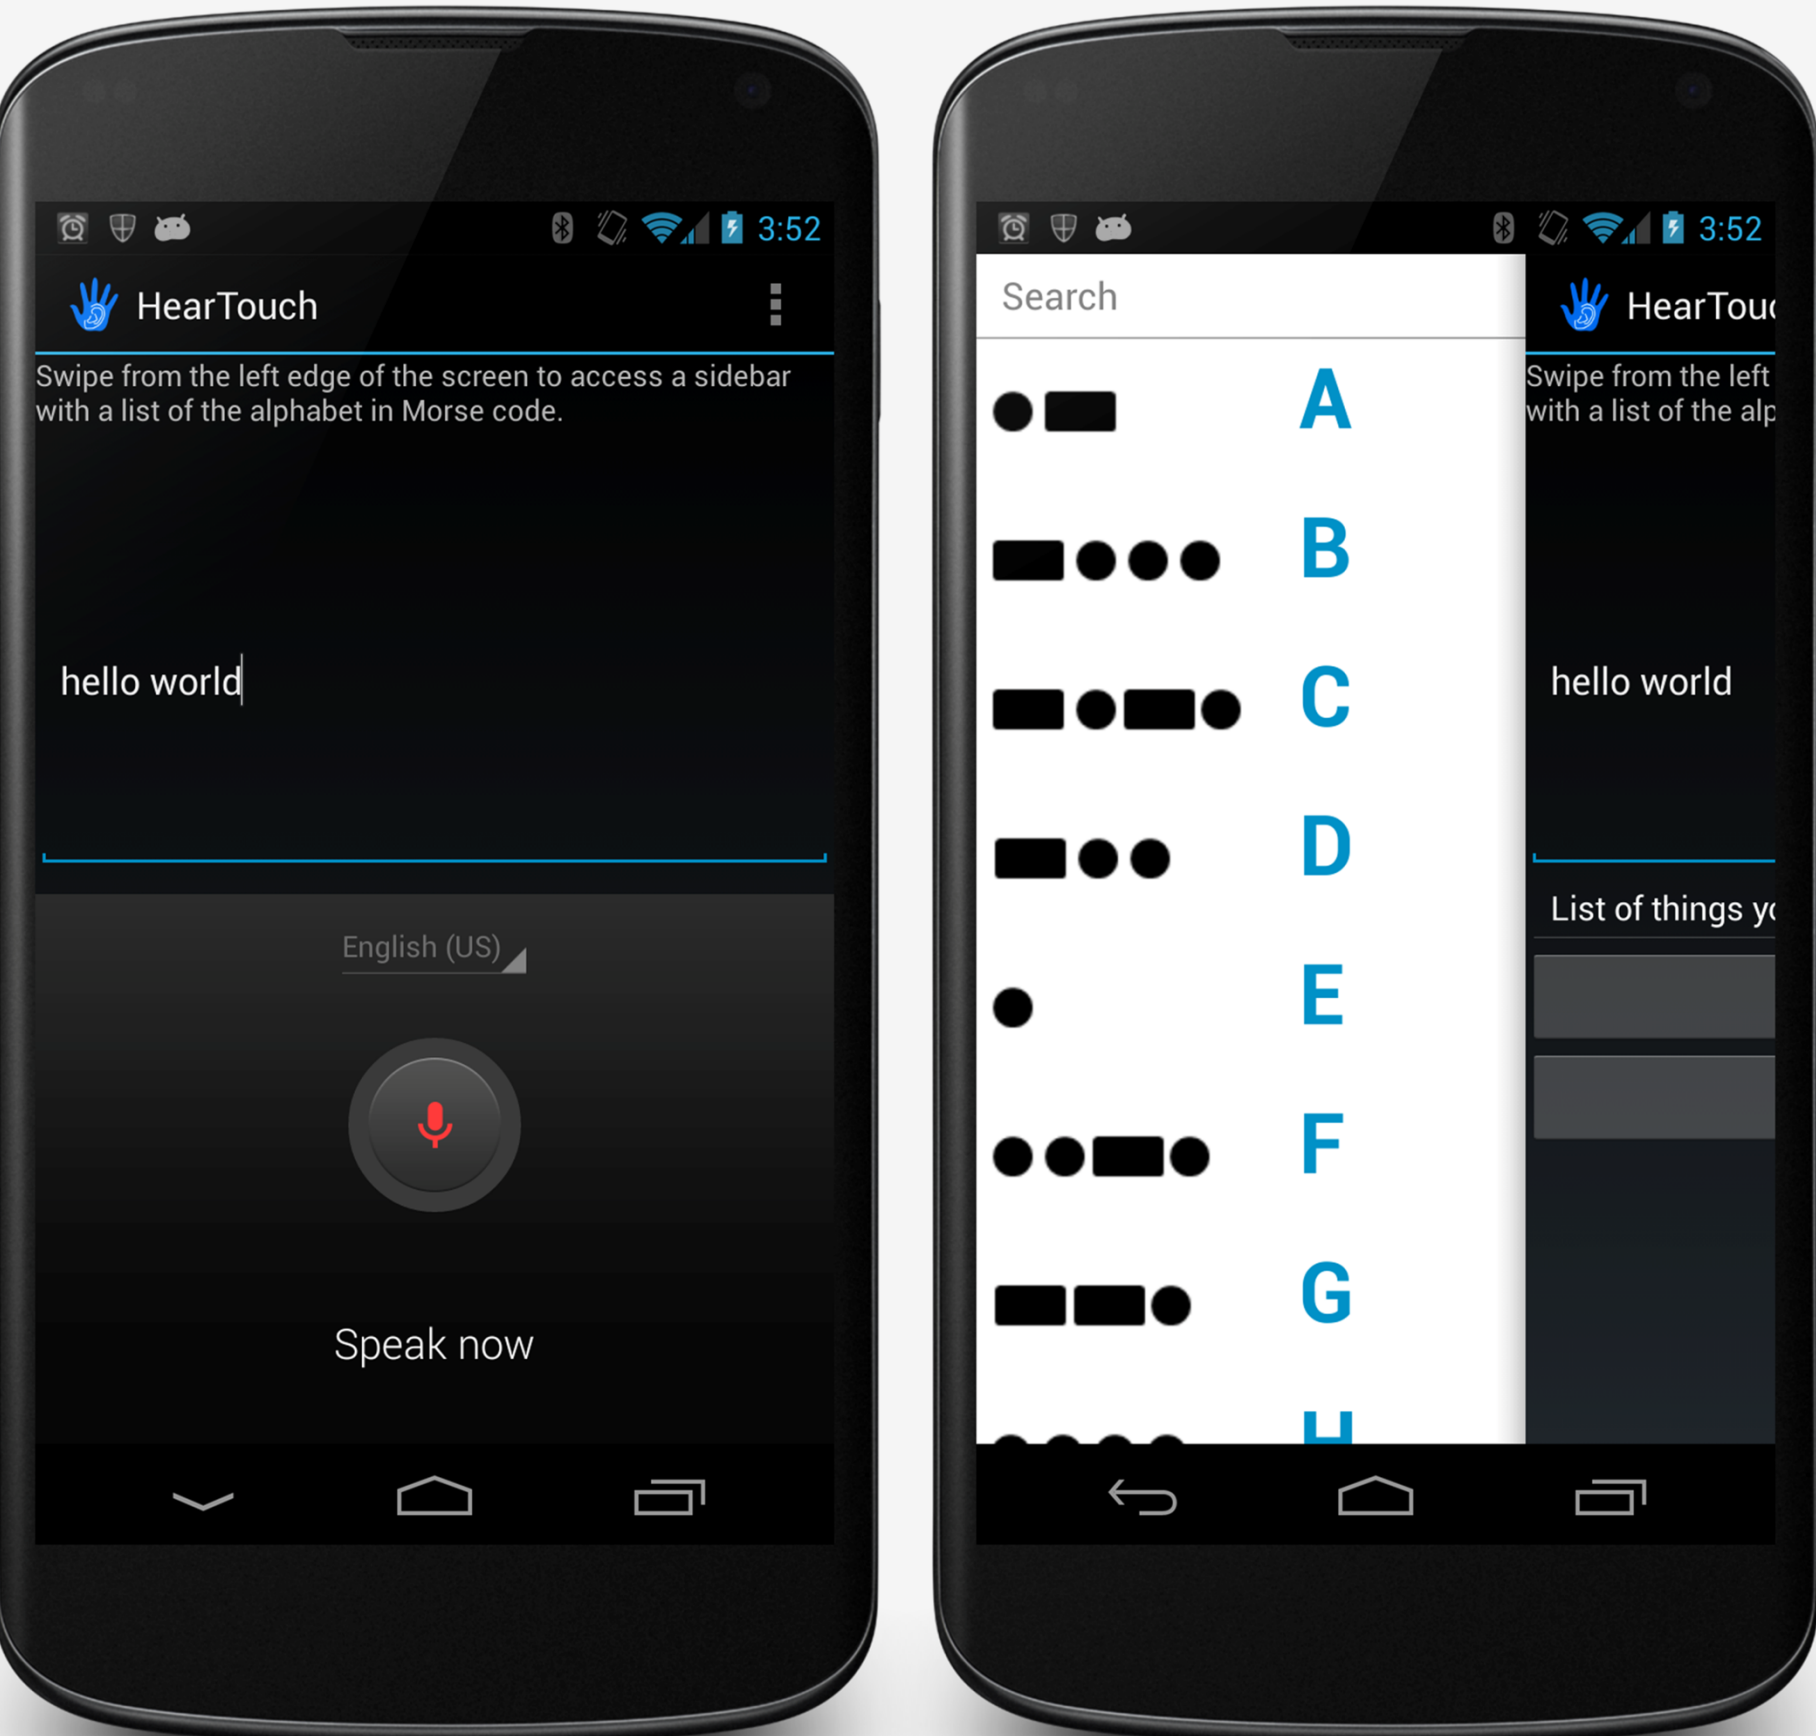 3:52
HearTouch
Swipe from the left edge of the screen to access a sidebar
with a list of the alphabet in Morse code.
hello world
English (US)
Speak now
3:52
Search
A
B
C
D
E
F
G
H
HearTouc
Swipe from the left
with a list of the alp
hello world
List of things yo